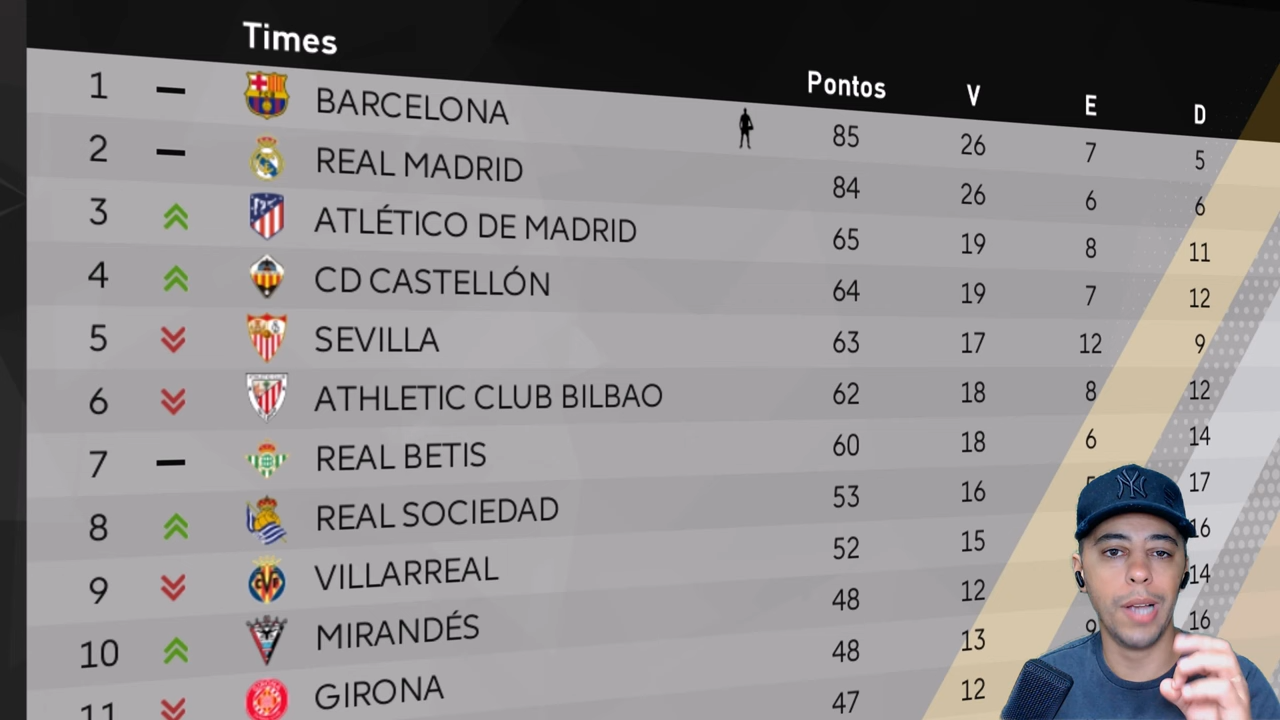 Times Pontos V E D
1 BARCELONA 85 26 7 5
2 REAL MADRID 84 26 6 6
3 ATLÉTICO DE MADRID 65 19 8 11
4 CD CASTELLÓN 64 19 7 12
5 SEVILLA 63 17 12 9
6 ATHLETIC CLUB BILBAO 62 18 8 12
7 REAL BETIS 60 18 6 14
8 REAL SOCIEDAD 53 16 17
9 VILLARREAL 52 15 16
10 MIRANDÉS 48 12 14
11 GIRONA 48 13 9 16
47 12
NY